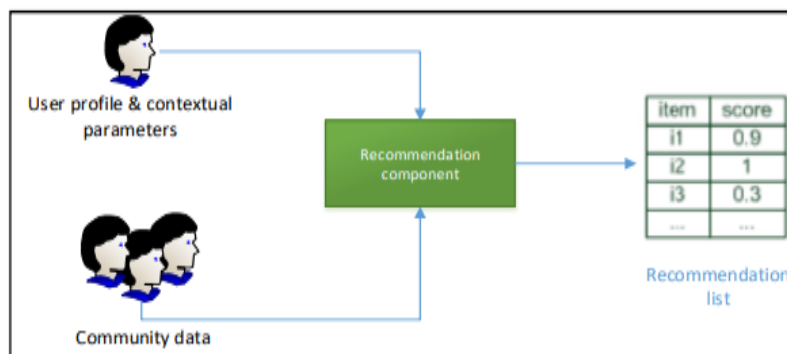 User profile & contextual
parameters
Recommendation
component
item score
i1 0.9
i2 1
i3 0.3
... ...
Recommendation
list
Community data